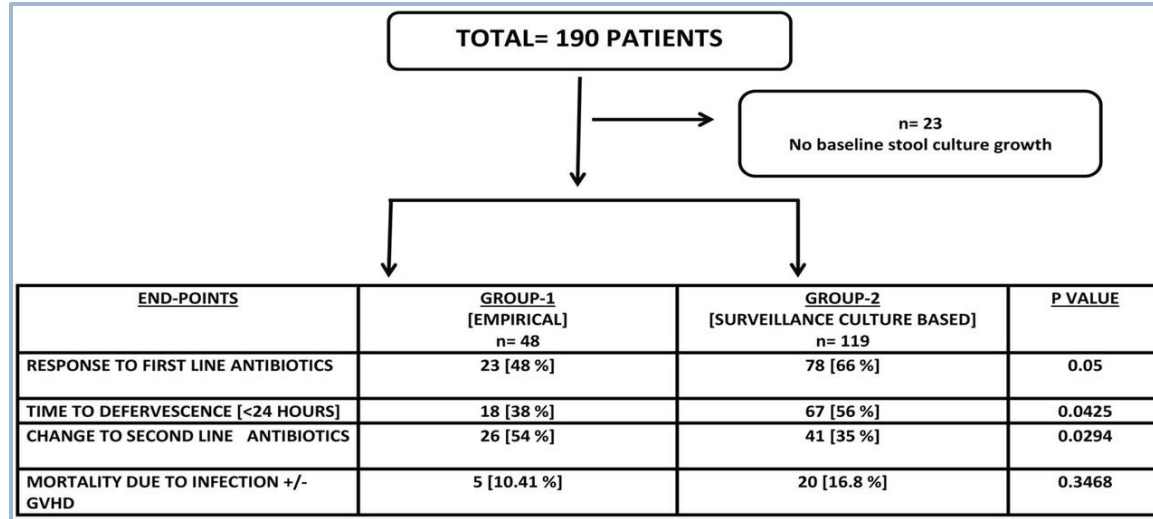 TOTAL= 190 PATIENTS
n= 23
No baseline stool culture growth
END-POINTS
GROUP-1
[EMPIRICAL]
n= 48
GROUP-2
[SURVEILLANCE CULTURE BASED]
n= 119
P VALUE
RESPONSE TO FIRST LINE ANTIBIOTICS
23 [48 %]
78 [66 %]
0.05
TIME TO DEFERVESCENCE [<24 HOURS]
18 [38 %]
67 [56 %]
0.0425
CHANGE TO SECOND LINE ANTIBIOTICS
26 [54 %]
41 [35 %]
0.0294
MORTALITY DUE TO INFECTION +/-
GVHD
5 [10.41 %]
20 [16.8 %]
0.3468